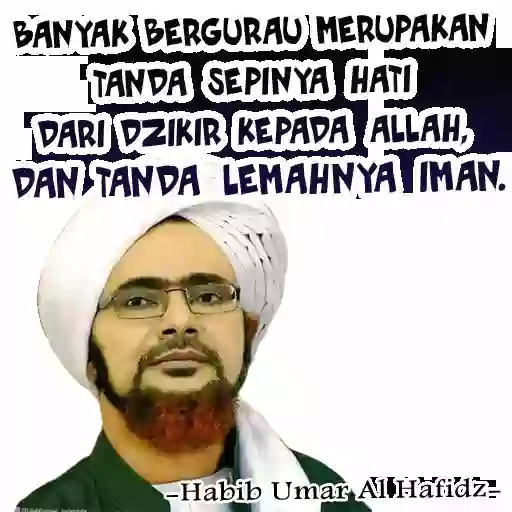 BANYAK BERGURAU MERUPAKAN
TANDA SEPINYA HATI
DARI DZIKIR KEPADA ALLAH,
DAN TANDA LEMAHNYA IMAN.
-Habib Umar Al Hafidz-